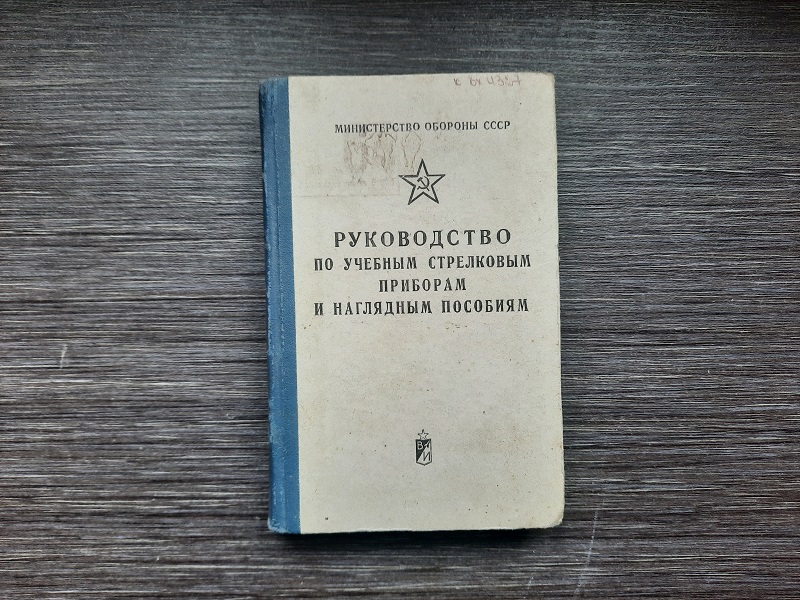 МИНИСТЕРСТВО ОБОРОНЫ СССР
РУКОВОДСТВО
ПО УЧЕБНЫМ СТРЕЛКОВЫМ
ПРИБОРАМ
И НАГЛЯДНЫМ ПОСОБИЯМ
В
И